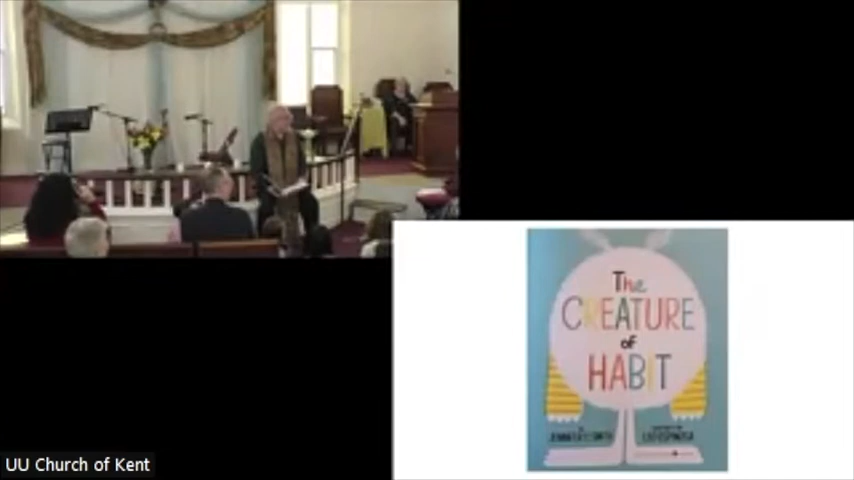 The
CREATURE
of
HABIT
UU Church of Kent